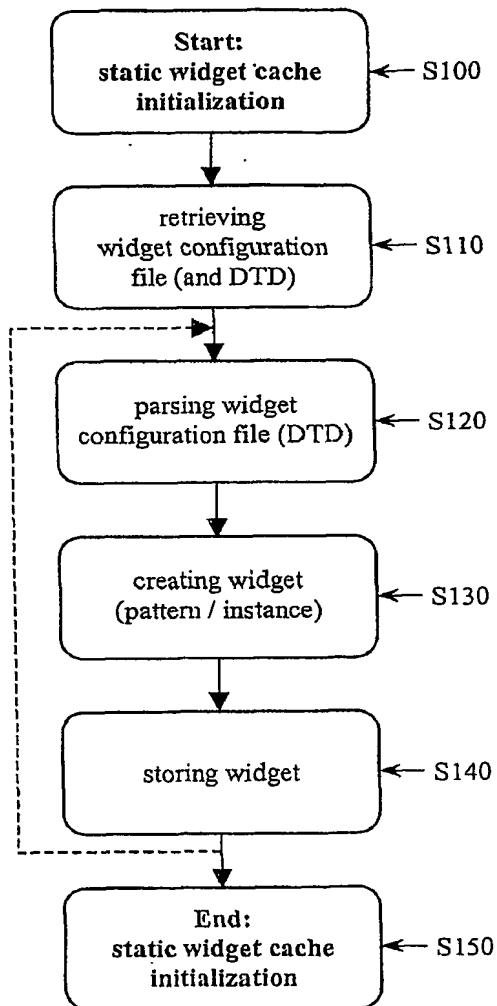 Start:
static widget cache
initialization
S100
retrieving
widget configuration
file (and DTD)
S110
parsing widget
configuration file (DTD)
S120
creating widget
(pattern / instance)
S130
storing widget
S140
End:
static widget cache
initialization
S150